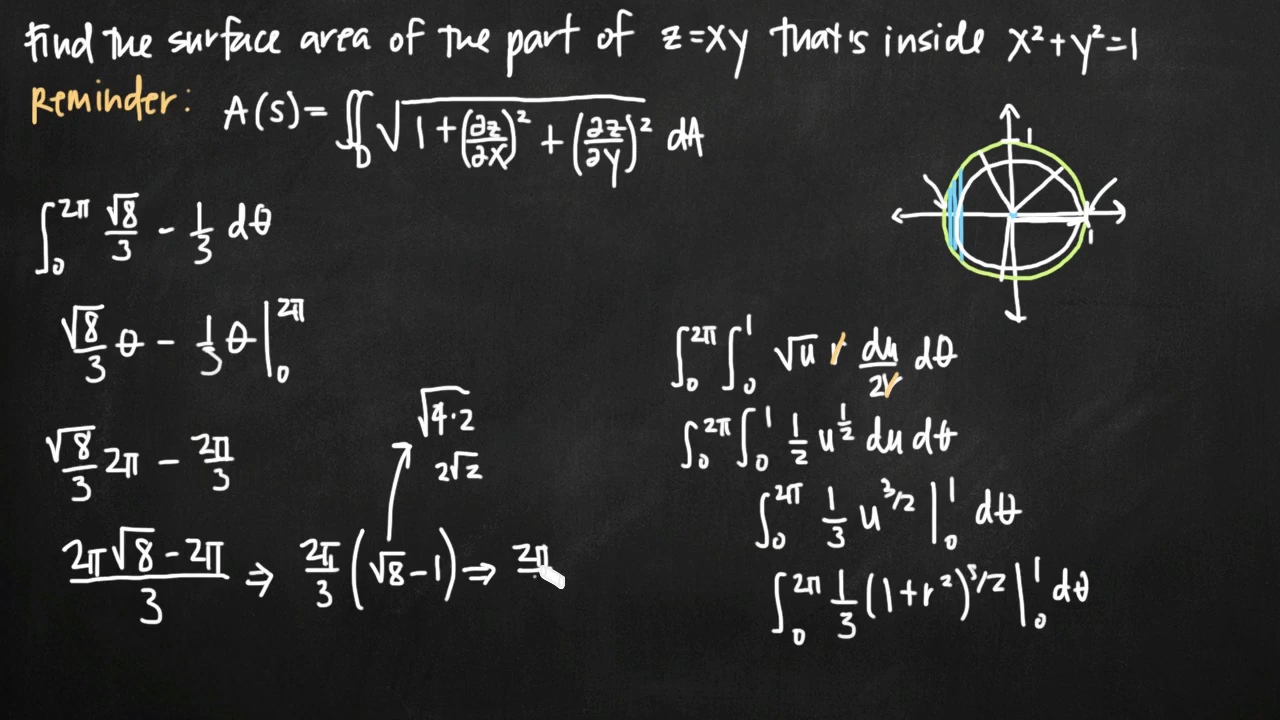 Find the surface area of the part of z=xy that's inside x²+y²=1
Reminder: A(S)= ∬_D √(1+(∂z/∂x)²+(∂z/∂y)²) dA
1
1
∫₀^2π √8/3 - 1/3 dθ
√8/3 θ - 1/3 θ |₀^2π
√8/3 2π - 2π/3
√4·2
2√2
(2π√8-2π)/3 ⇒ 2π/3 (√8-1) ⇒ 2π
∫₀^2π ∫₀^1 √u r du/2r dθ
∫₀^2π ∫₀^1 1/2 u^1/2 du dθ
∫₀^2π 1/3 u^3/2 |₀^1 dθ
∫₀^2π 1/3 (1+r²)^3/2 |₀^1 dθ